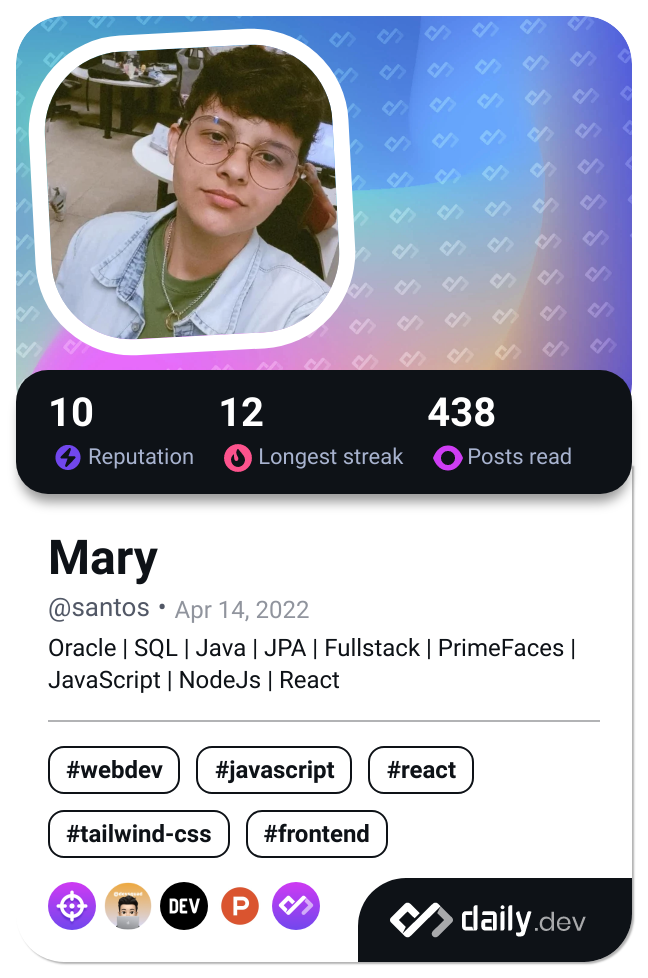 10 12 438
Reputation Longest streak Posts read
Mary
@santos • Apr 14, 2022
Oracle | SQL | Java | JPA | Fullstack | PrimeFaces |
JavaScript | NodeJs | React
#webdev #javascript #react
#tailwind-css #frontend
DEV P daily.dev